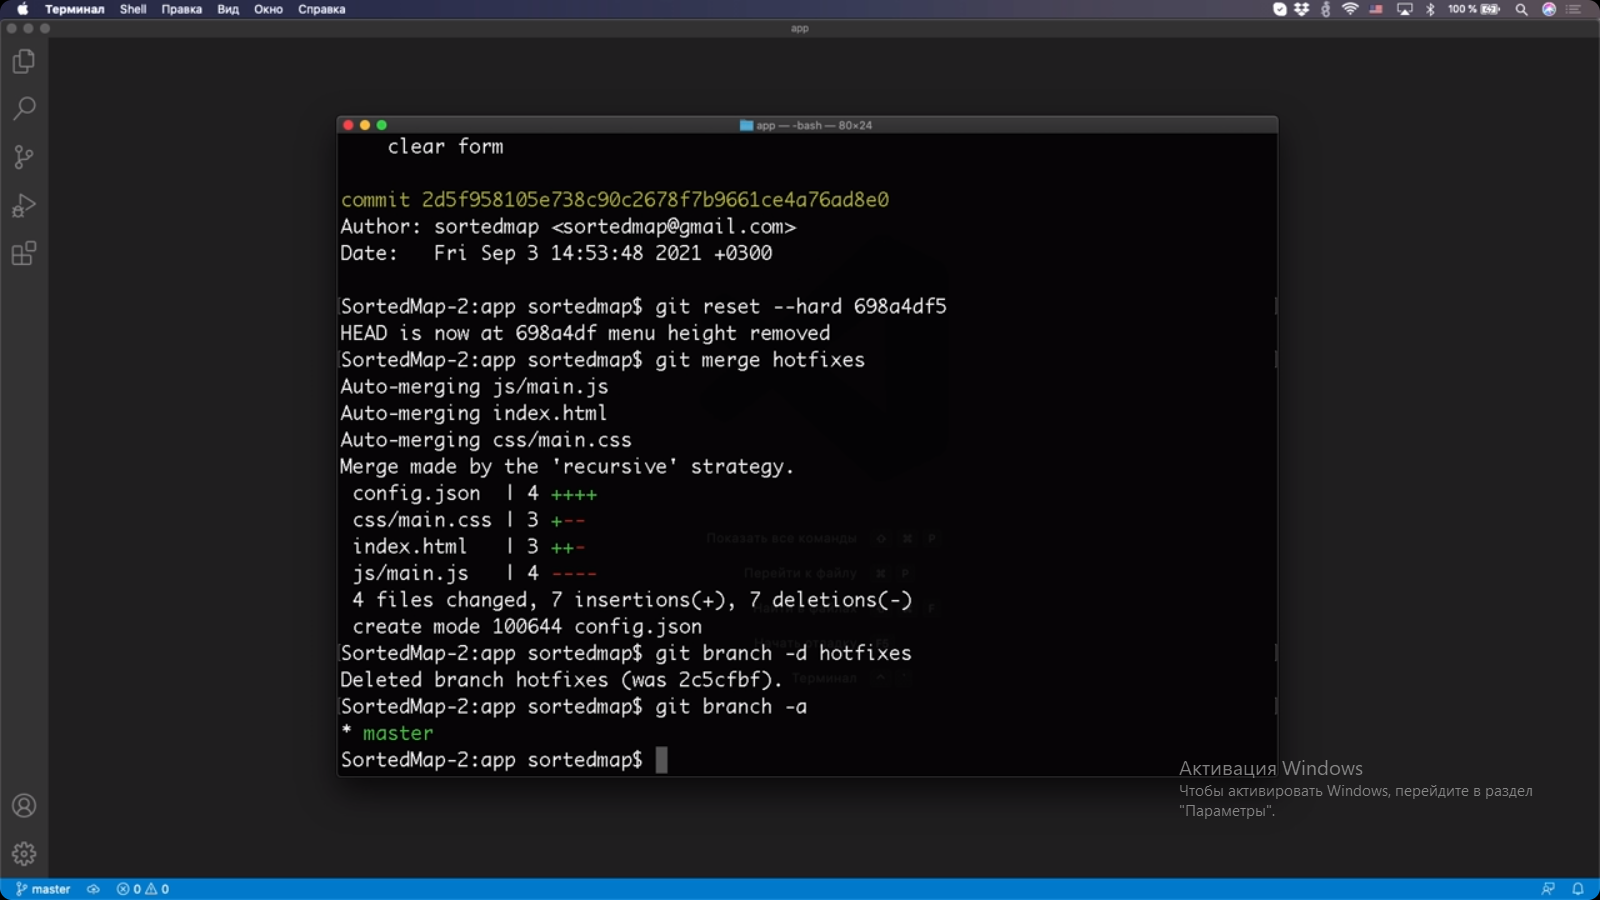 Терминал Shell Правка Вид Окно Справка 100 %
app
app — -bash — 80×24
clear form
commit 2d5f958105e738c90c2678f7b9661ce4a76ad8e0
Author: sortedmap <sortedmap@gmail.com>
Date:   Fri Sep 3 14:53:48 2021 +0300
[SortedMap-2:app sortedmap$ git reset --hard 698a4df5 ]
HEAD is now at 698a4df menu height removed
[SortedMap-2:app sortedmap$ git merge hotfixes ]
Auto-merging js/main.js
Auto-merging index.html
Auto-merging css/main.css
Merge made by the 'recursive' strategy.
config.json  | 4 ++++
css/main.css | 3 +--
index.html   | 3 ++-
js/main.js   | 4 ----
4 files changed, 7 insertions(+), 7 deletions(-)
create mode 100644 config.json
[SortedMap-2:app sortedmap$ git branch -d hotfixes ]
Deleted branch hotfixes (was 2c5cfbf).
[SortedMap-2:app sortedmap$ git branch -a ]
* master
SortedMap-2:app sortedmap$
Показать все команды ⇧ ⌘ P
Перейти к файлу ⌘ P
Терминал
Активация Windows
Чтобы активировать Windows, перейдите в раздел
"Параметры".
master 0 0